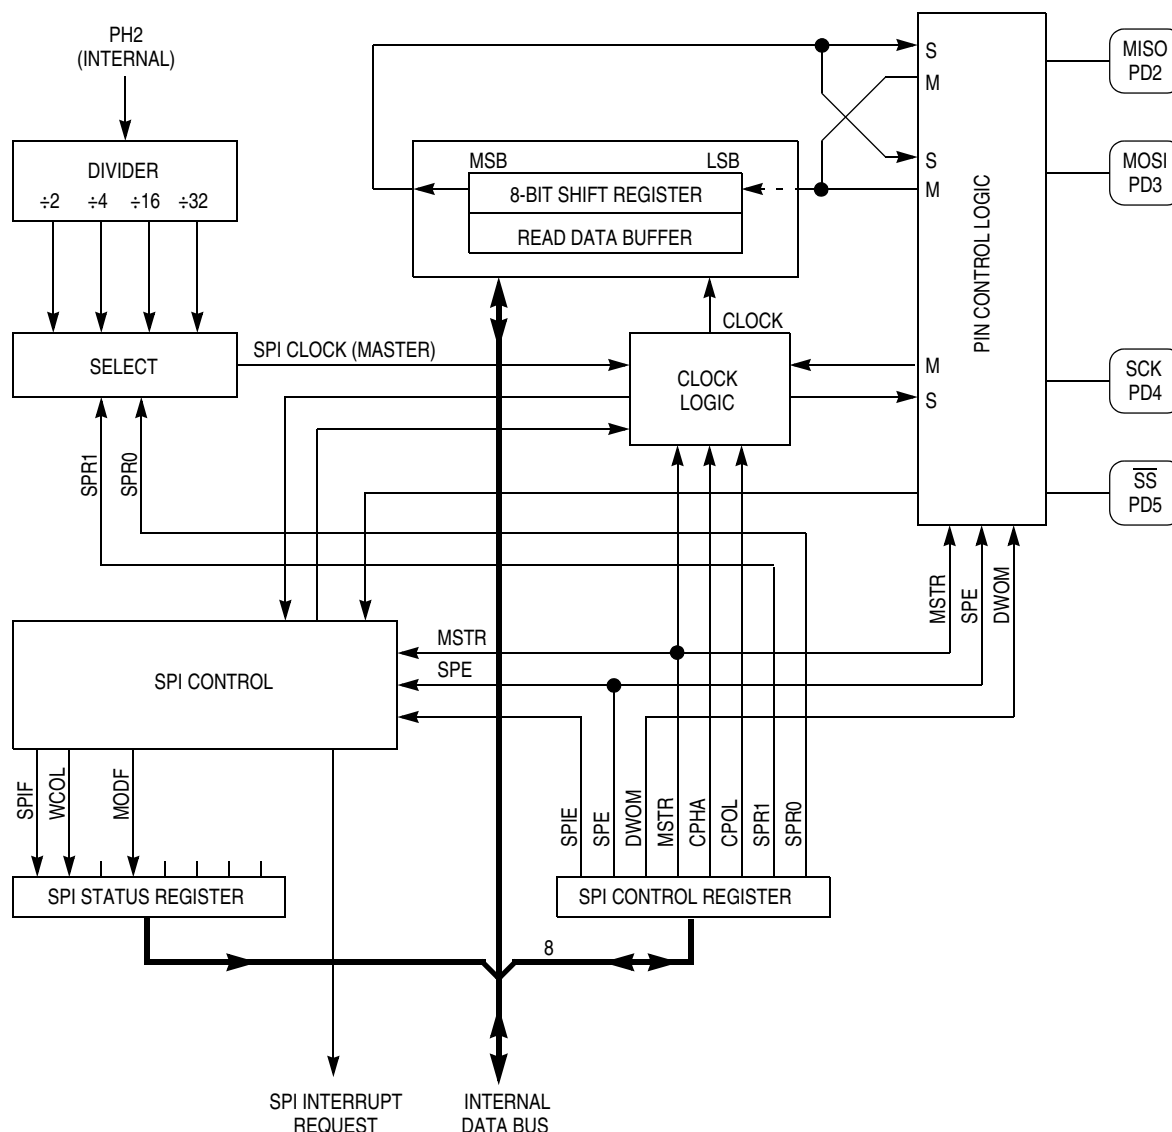 PH2
(INTERNAL)
DIVIDER
÷2 ÷4 ÷16 ÷32
SELECT
SPI CLOCK (MASTER)
SPR1
SPR0
MSB LSB
8-BIT SHIFT REGISTER
READ DATA BUFFER
CLOCK
CLOCK
LOGIC
S
M
S
M
M
S
PIN CONTROL LOGIC
MISO
PD2
MOSI
PD3
SCK
PD4
SS
PD5
MSTR
SPE
DWOM
MSTR
SPE
SPI CONTROL
SPIF
WCOL
MODF
SPI STATUS REGISTER
SPIE
SPE
DWOM
MSTR
CPHA
CPOL
SPR1
SPR0
SPI CONTROL REGISTER
8
SPI INTERRUPT
REQUEST
INTERNAL
DATA BUS